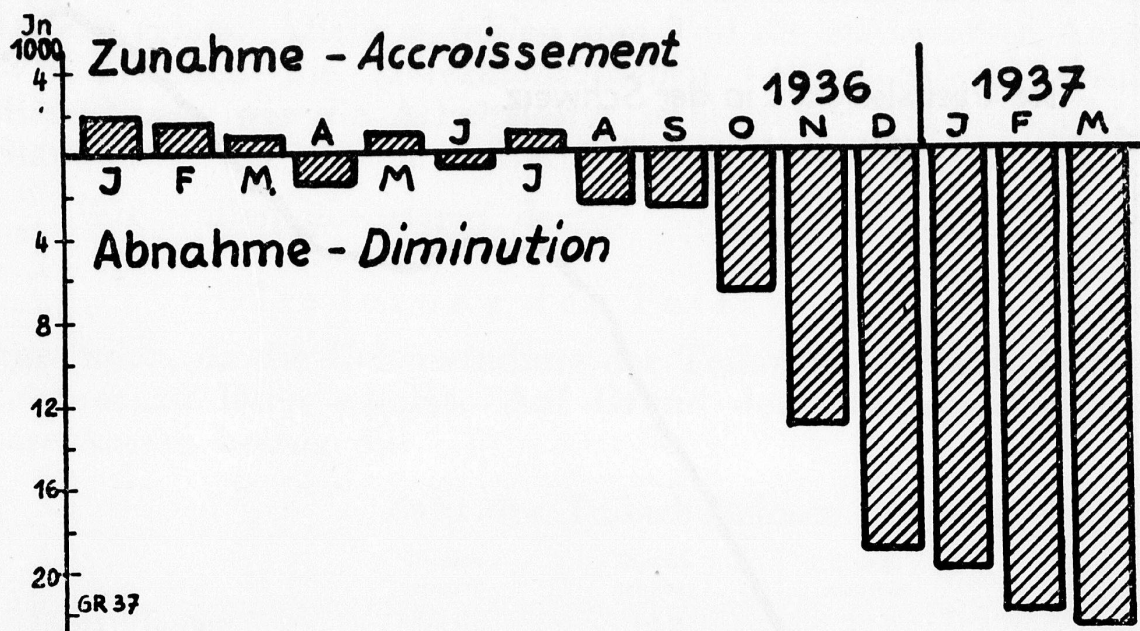 Jn
1000
Zunahme - Accroissement
4
1936 1937
A J A S O N D J F M
J F M. M J
Abnahme - Diminution
4
8
12
16
20
GR 37